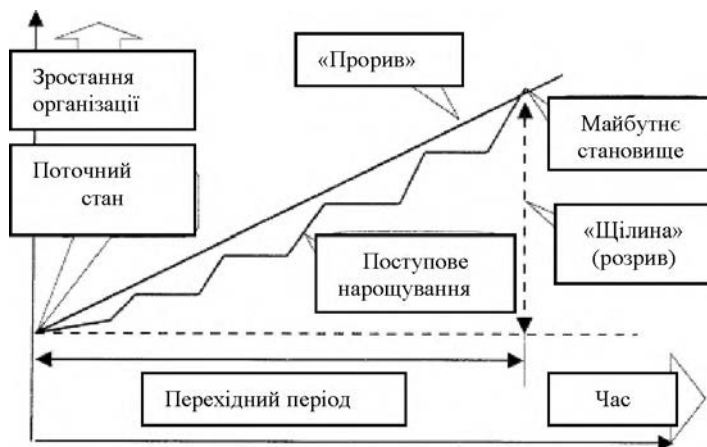 Зростання
організації
Поточний
стан
«Прорив»
Майбутнє
становище
«Щілина»
(розрив)
Поступове
нарощування
Перехідний період
Час